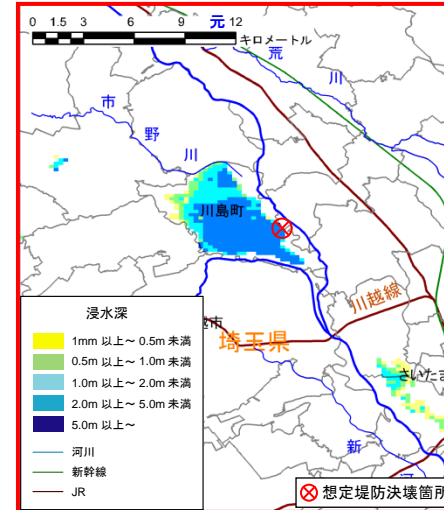 元
0 1.5 3 6 9 12
キロメートル
荒
川
市
野
川
川島町
川越線
越市
埼玉県
さいたま
新
浸水深
1mm 以上～ 0.5m 未満
0.5m 以上～ 1.0m 未満
1.0m 以上～ 2.0m 未満
2.0m 以上～ 5.0m 未満
5.0m 以上～
河川
新幹線
JR
想定堤防決壊箇所